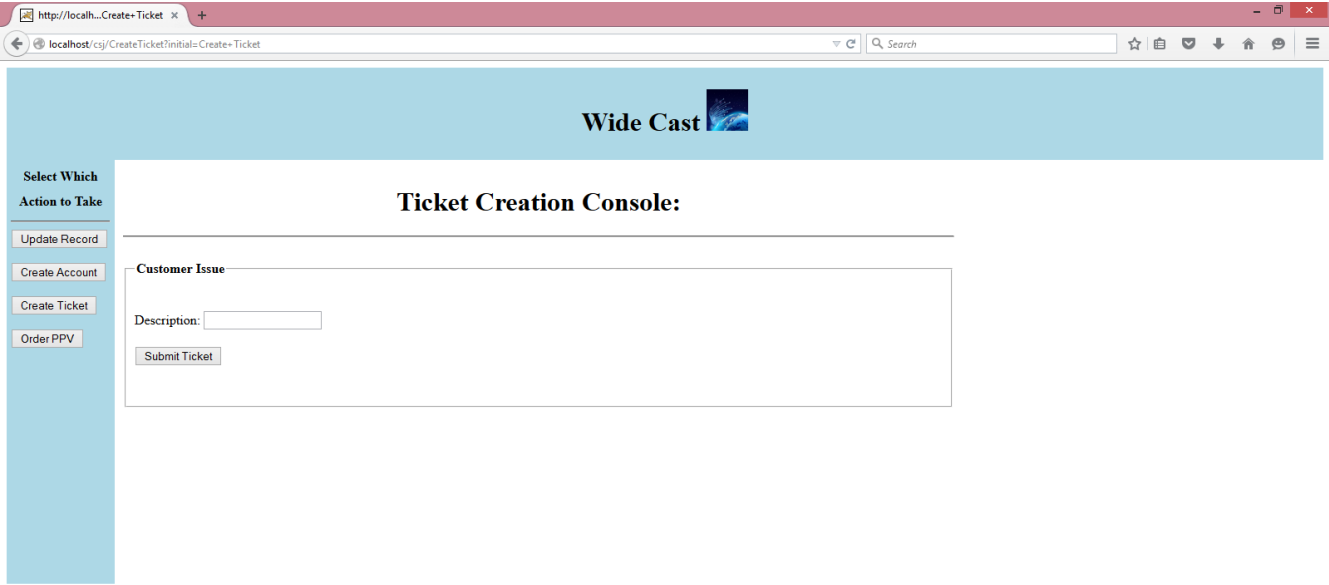 http://localh...Create+Ticket
localhost/csj/CreateTicket?initial=Create+Ticket
Search
Wide Cast
Select Which
Action to Take
Update Record
Create Account
Create Ticket
Order PPV
Ticket Creation Console:
Customer Issue
Description:
Submit Ticket